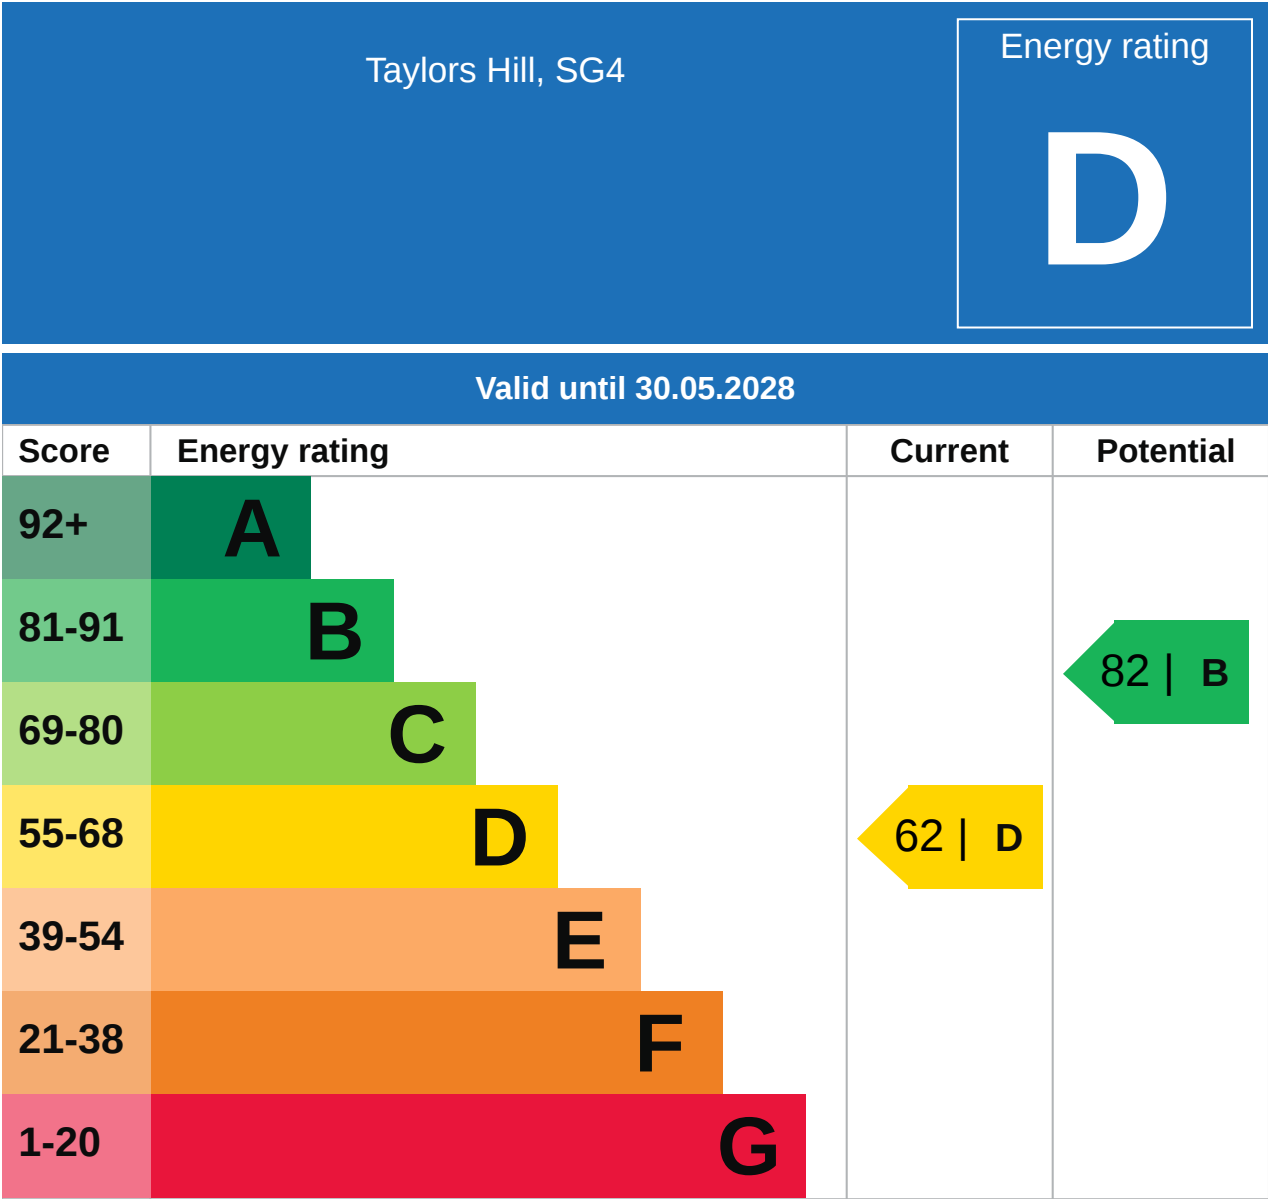 Taylors Hill, SG4
Energy rating
D
Valid until 30.05.2028
Score Energy rating Current Potential
92+ A
81-91 B
82 | B
69-80 C
55-68 D
62 | D
39-54 E
21-38 F
1-20 G